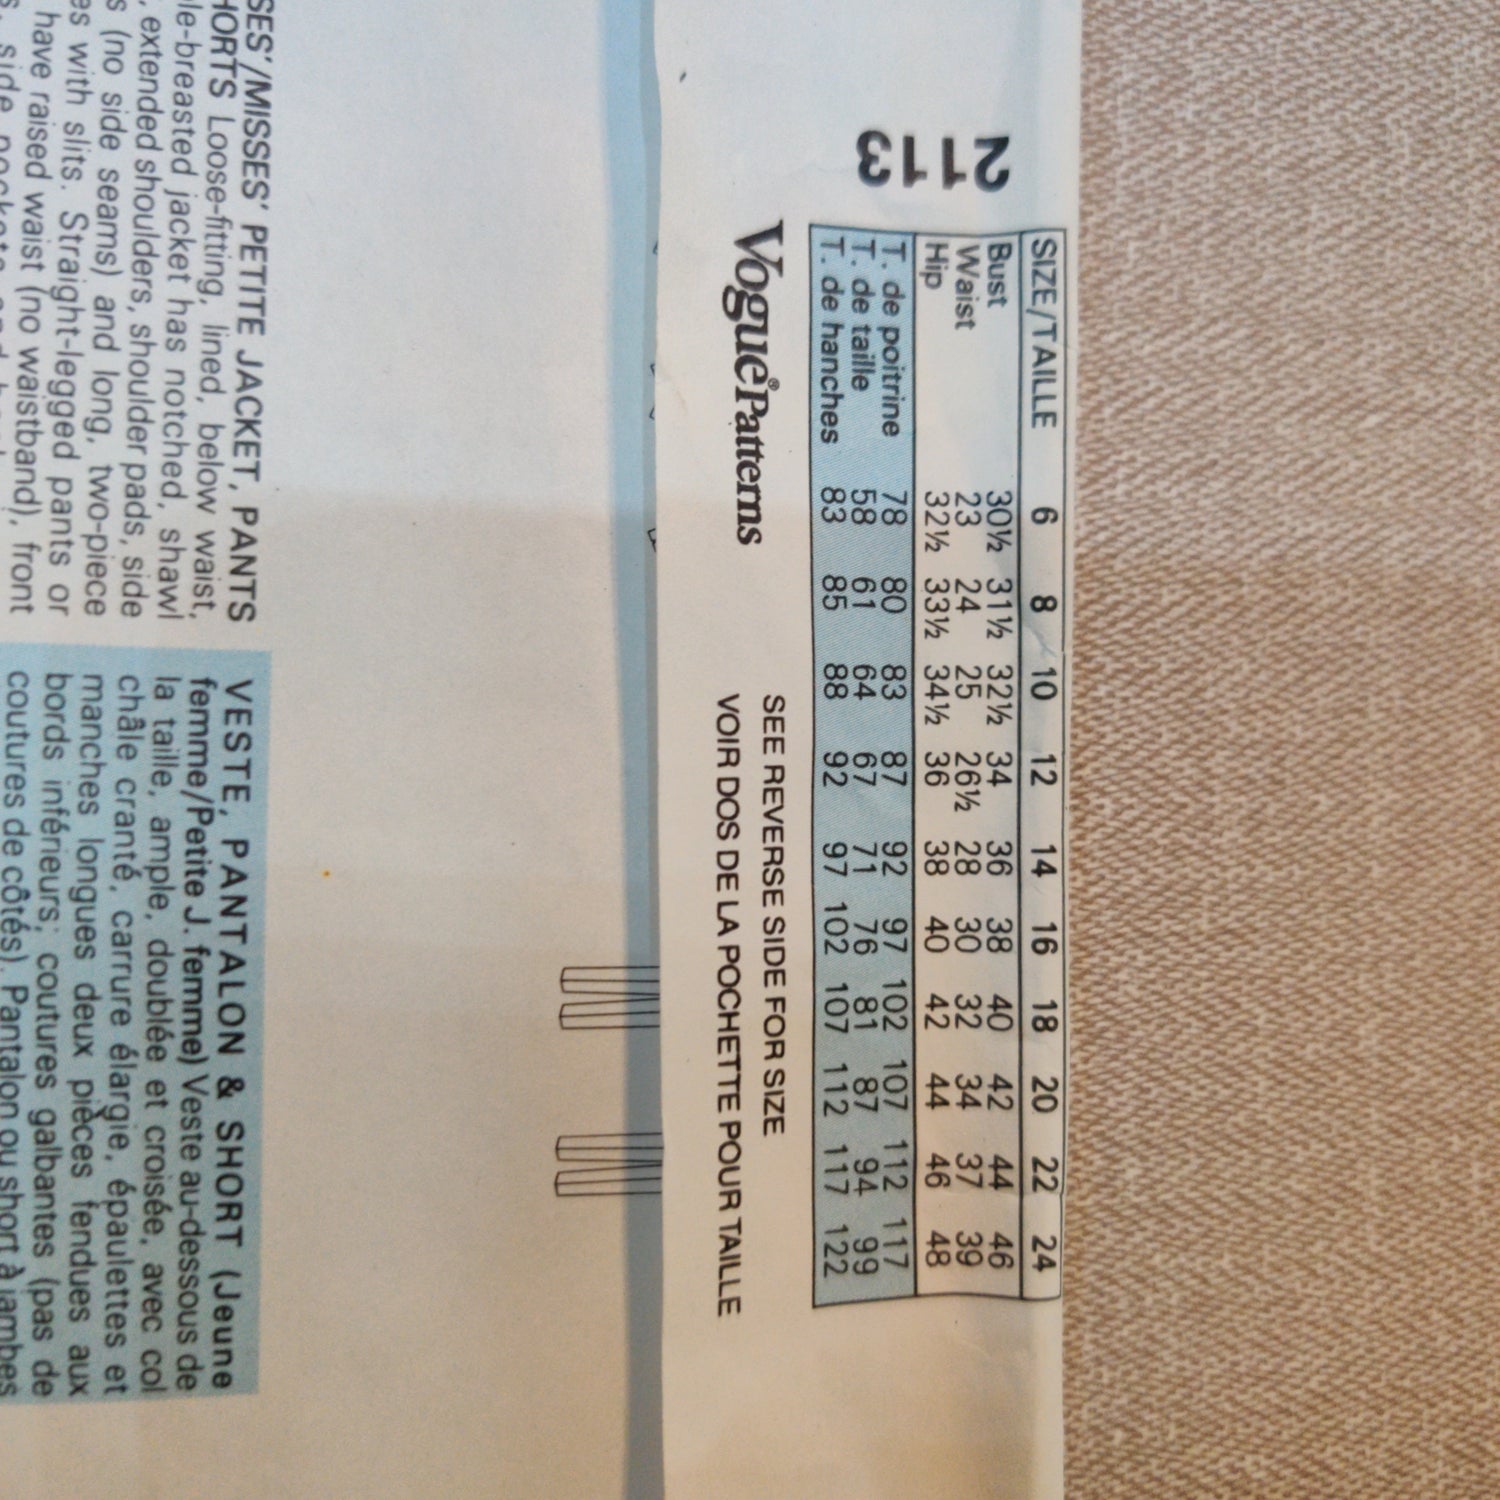 2113
SIZE/TAILLE 6 8 10 12 14 16 18 20 22 24
Bust 30½ 31½ 32½ 34 36 38 40 42 44 46
Waist 23 24 25 26½ 28 30 32 34 37 39
Hip 32½ 33½ 34½ 36 38 40 42 44 46 48
T. de poitrine 78 80 83 87 92 97 102 107 112 117
T. de taille 58 61 64 67 71 76 81 87 94 99
T. de hanches 83 85 88 92 97 102 107 112 117 122
Vogue® Patterns
SEE REVERSE SIDE FOR SIZE
VOIR DOS DE LA POCHETTE POUR TAILLE
/MISSES' PETITE JACKET, PANTS
Loose-fitting, lined, below waist,
jacket has notched, shawl
extended shoulders, shoulder pads, side
(no side seams) and long, two-piece
with slits. Straight-legged pants or
have raised waist (no waistband), front
side pockets and
VESTE, PANTALON & SHORT (Jeune
femme/Petite J. femme) Veste au-dessous de
la taille, ample, doublée et croisée, avec col
châle cranté, carrure élargie, épaulettes et
manches longues deux pièces fendues aux
bords inférieurs; coutures galbantes (pas de
coutures de côtés). Pantalon ou short à jambes